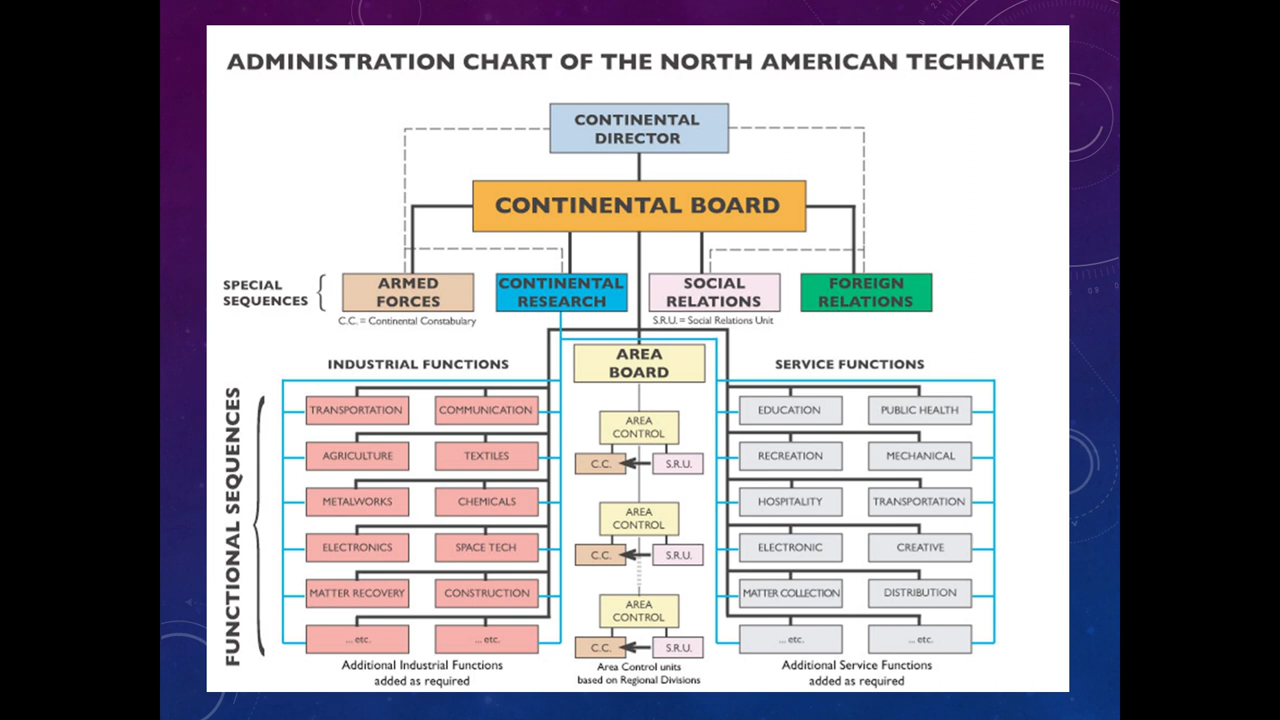 ADMINISTRATION CHART OF THE NORTH AMERICAN TECHNATE
CONTINENTAL
DIRECTOR
CONTINENTAL BOARD
SPECIAL
SEQUENCES
ARMED
FORCES
C.C. = Continental Constabulary
CONTINENTAL
RESEARCH
SOCIAL
RELATIONS
S.R.U. = Social Relations Unit
FOREIGN
RELATIONS
FUNCTIONAL SEQUENCES
INDUSTRIAL FUNCTIONS
TRANSPORTATION
COMMUNICATION
AGRICULTURE
TEXTILES
METALWORKS
CHEMICALS
ELECTRONICS
SPACE TECH
MATTER RECOVERY
CONSTRUCTION
... etc.
... etc.
Additional Industrial Functions
added as required
AREA
BOARD
AREA
CONTROL
C.C.
S.R.U.
AREA
CONTROL
C.C.
S.R.U.
AREA
CONTROL
C.C.
S.R.U.
Area Control units
based on Regional Divisions
SERVICE FUNCTIONS
EDUCATION
PUBLIC HEALTH
RECREATION
MECHANICAL
HOSPITALITY
TRANSPORTATION
ELECTRONIC
CREATIVE
MATTER COLLECTION
DISTRIBUTION
... etc.
... etc.
Additional Service Functions
added as required